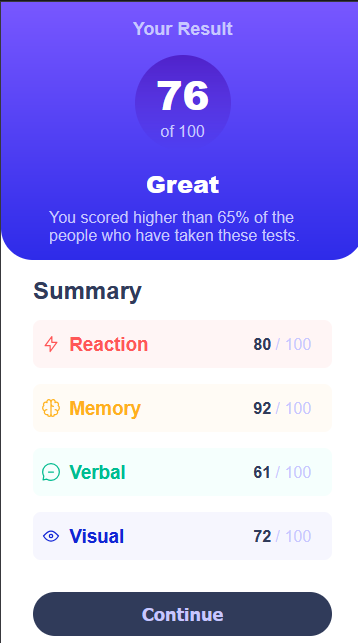 Your Result
76
of 100
Great
You scored higher than 65% of the
people who have taken these tests.
Summary
Reaction 80 / 100
Memory 92 / 100
Verbal 61 / 100
Visual 72 / 100
Continue